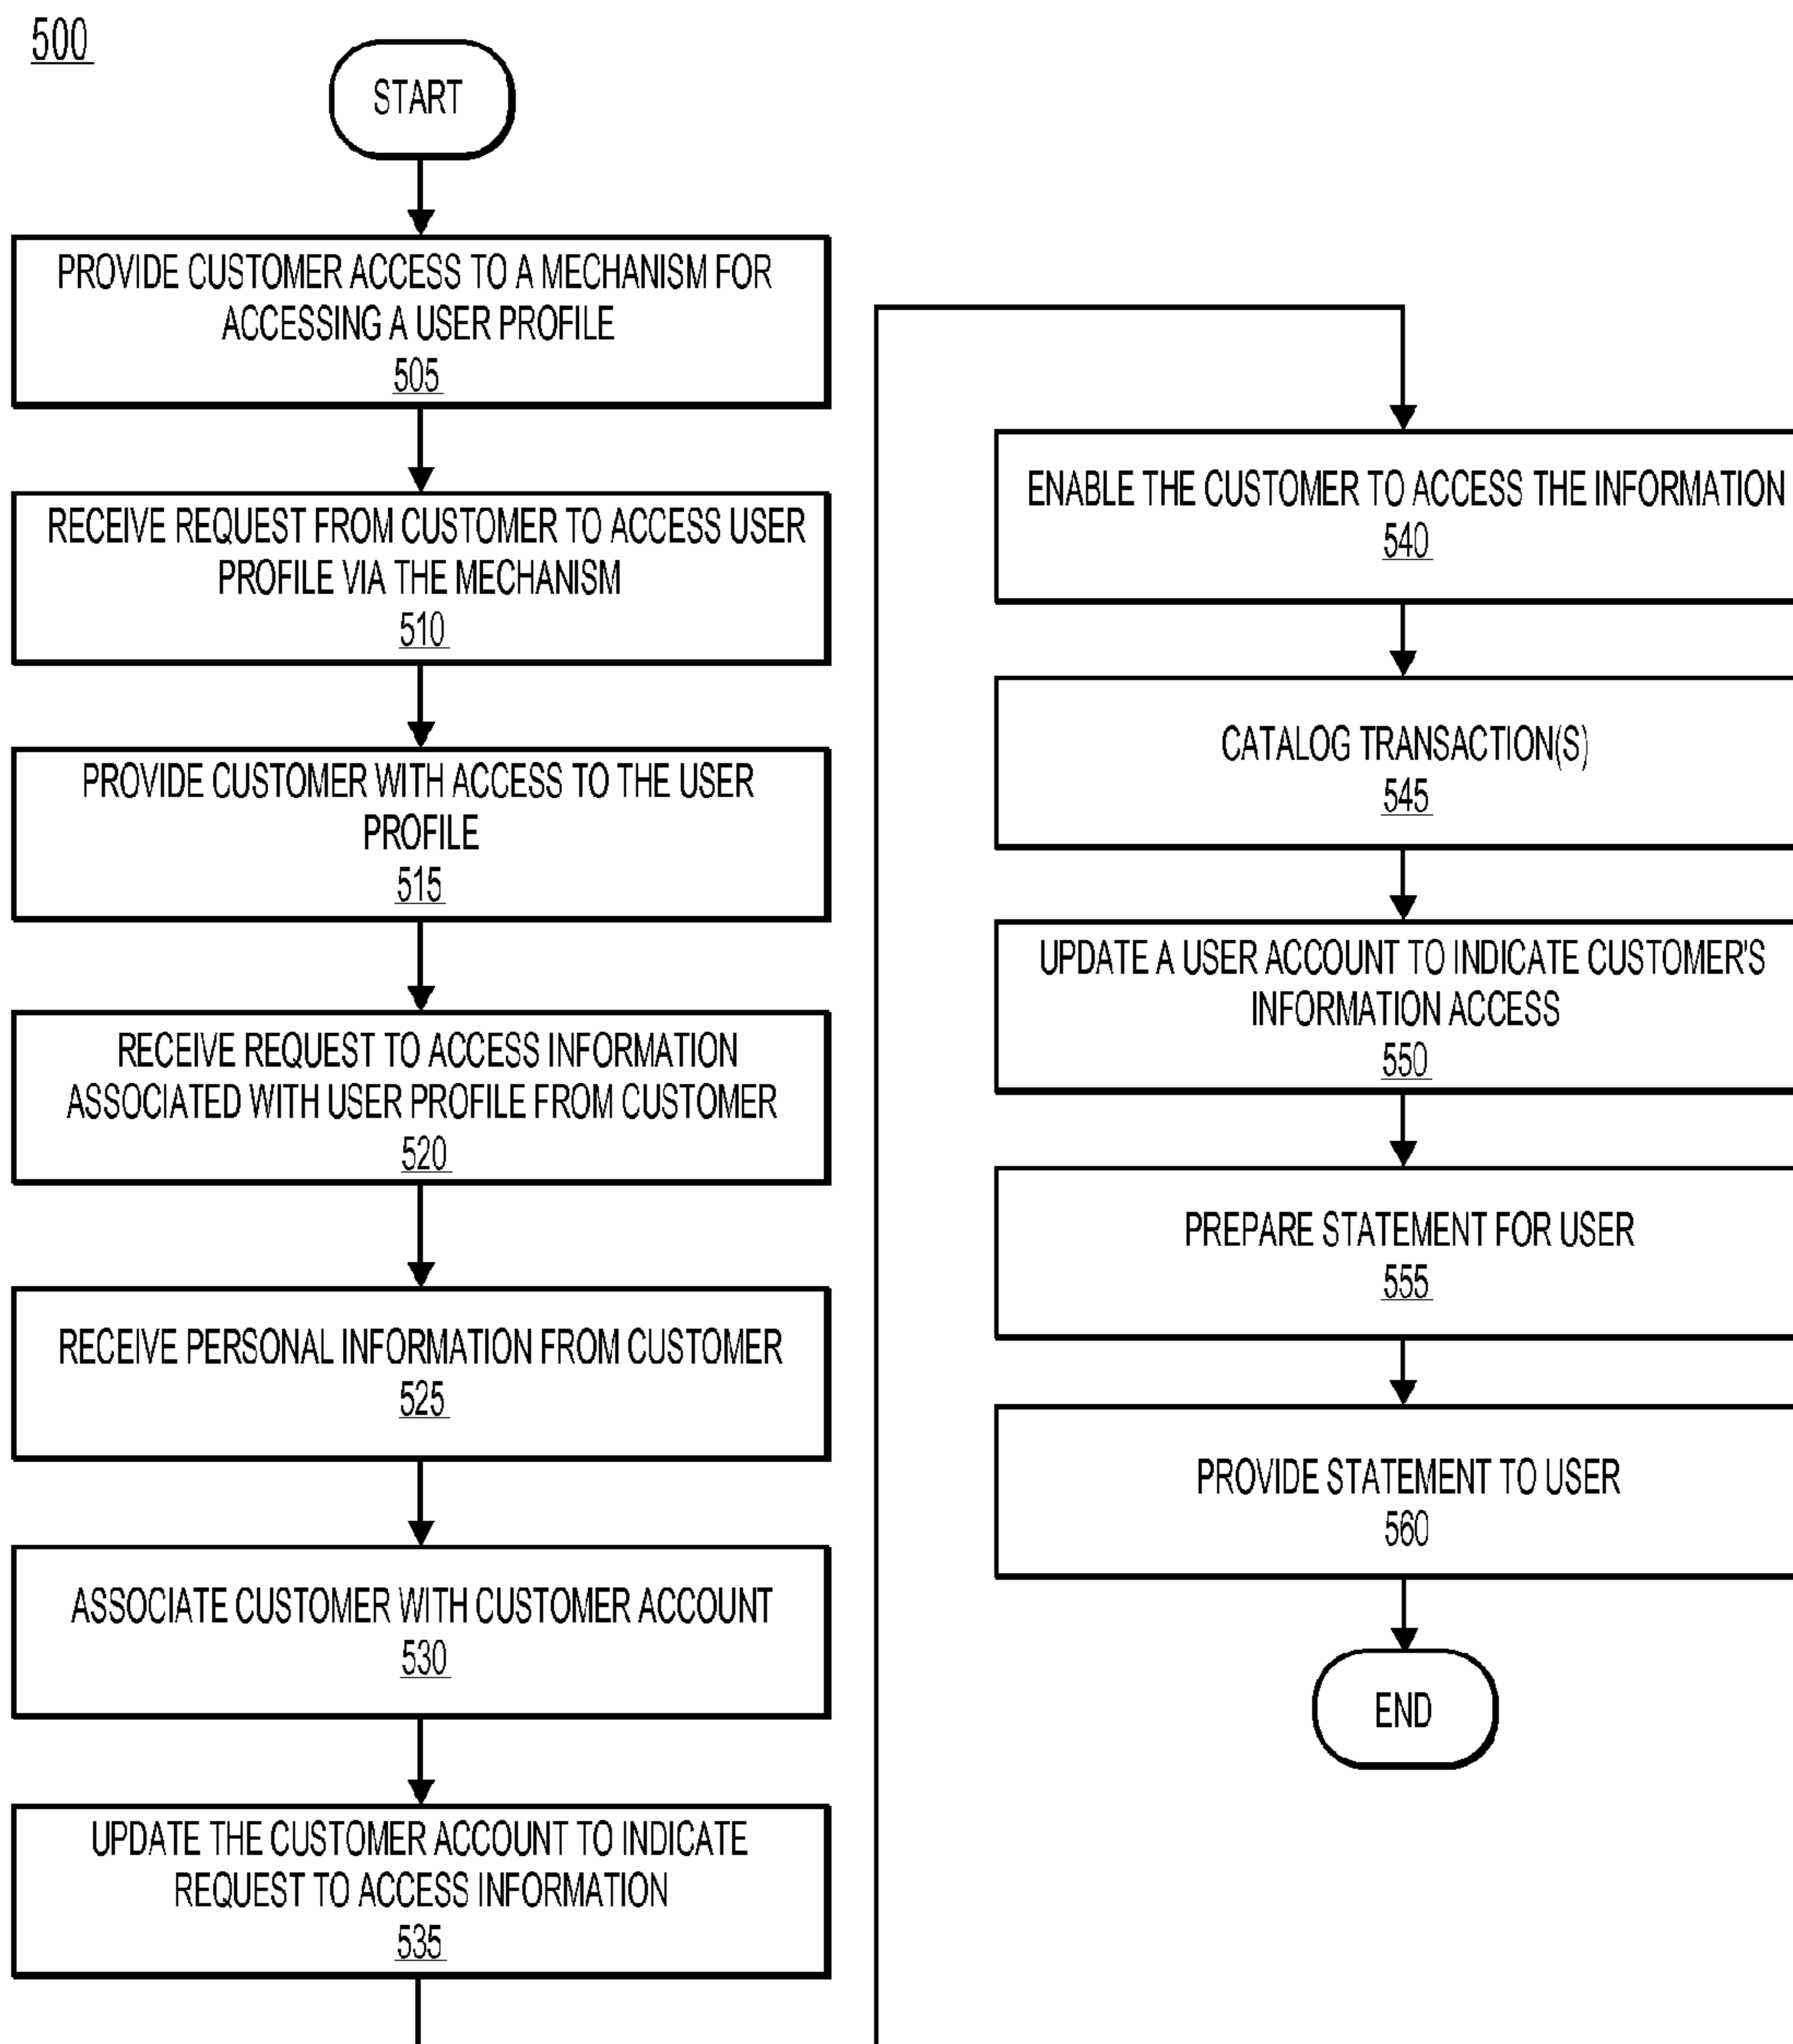 500
START
PROVIDE CUSTOMER ACCESS TO A MECHANISM FOR
ACCESSING A USER PROFILE
505
RECEIVE REQUEST FROM CUSTOMER TO ACCESS USER
PROFILE VIA THE MECHANISM
510
PROVIDE CUSTOMER WITH ACCESS TO THE USER
PROFILE
515
RECEIVE REQUEST TO ACCESS INFORMATION
ASSOCIATED WITH USER PROFILE FROM CUSTOMER
520
RECEIVE PERSONAL INFORMATION FROM CUSTOMER
525
ASSOCIATE CUSTOMER WITH CUSTOMER ACCOUNT
530
UPDATE THE CUSTOMER ACCOUNT TO INDICATE
REQUEST TO ACCESS INFORMATION
535
ENABLE THE CUSTOMER TO ACCESS THE INFORMATION
540
CATALOG TRANSACTION(S)
545
UPDATE A USER ACCOUNT TO INDICATE CUSTOMER'S
INFORMATION ACCESS
550
PREPARE STATEMENT FOR USER
555
PROVIDE STATEMENT TO USER
560
END